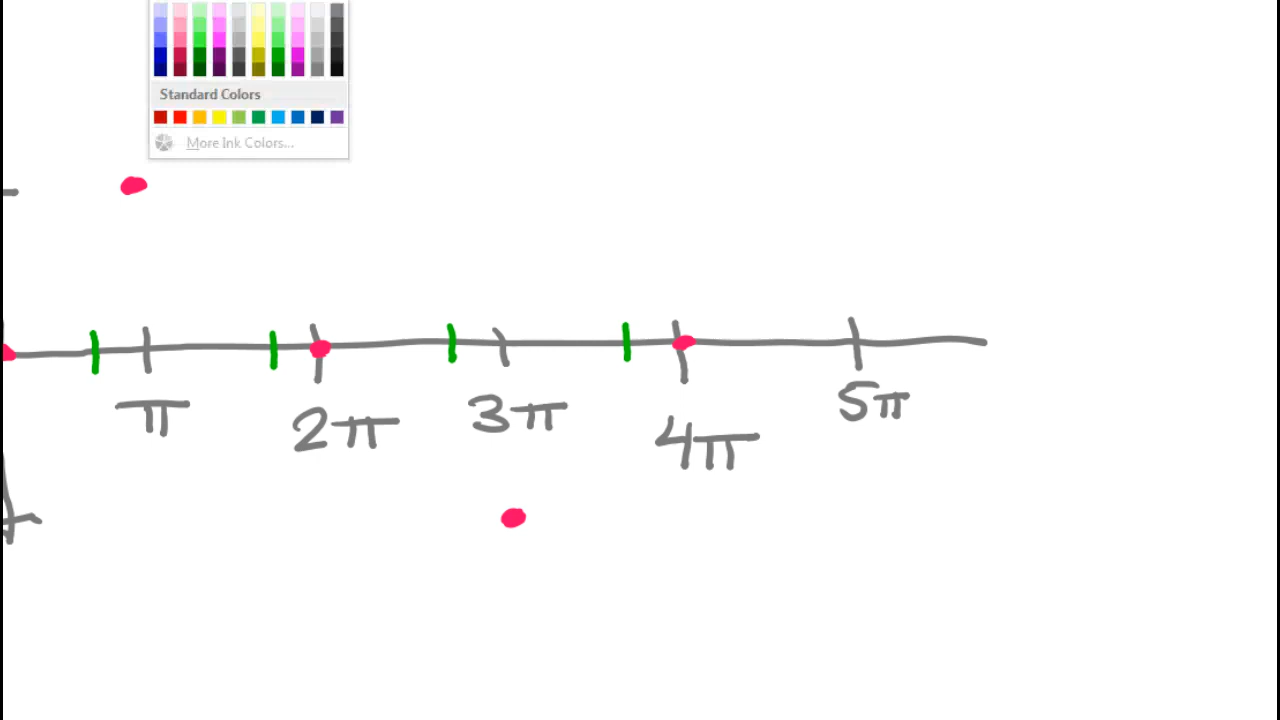 Standard Colors
More Ink Colors...
π 2π 3π 4π 5π